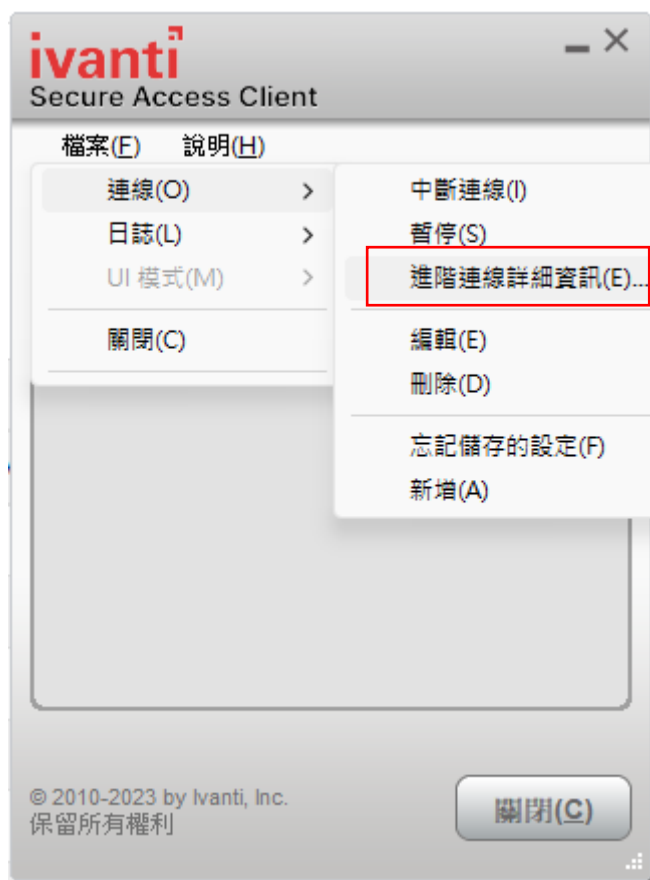 ivanti
Secure Access Client
檔案(F) 說明(H)
連線(O)
日誌(L)
UI 模式(M)
關閉(C)
中斷連線(I)
暫停(S)
進階連線詳細資訊(E)...
編輯(E)
刪除(D)
忘記儲存的設定(F)
新增(A)
© 2010-2023 by Ivanti, Inc.
保留所有權利
關閉(C)